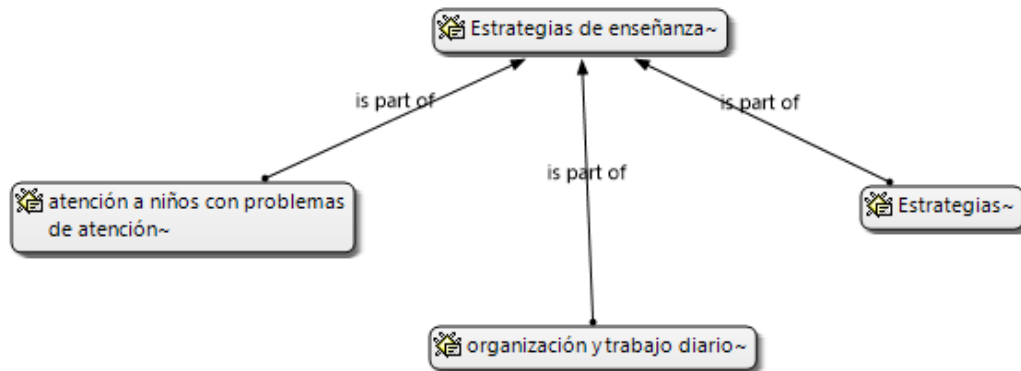 Estrategias de enseñanza~
is part of
is part of
is part of
atención a niños con problemas
de atención~
Estrategias~
organización y trabajo diario~